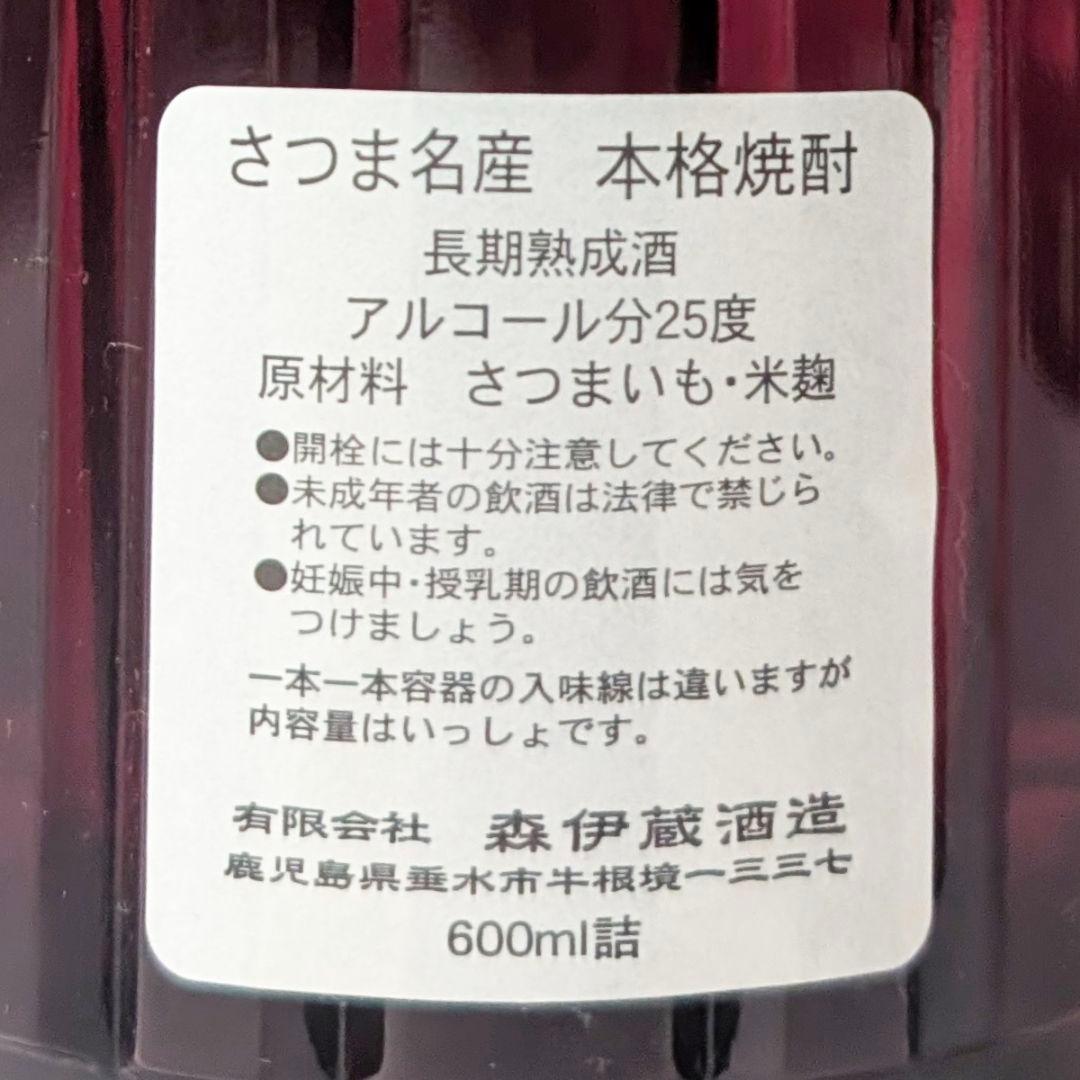 さつま名産　本格焼酎
長期熟成酒
アルコール分25度
原材料　さつまいも・米麹
●開栓には十分注意してください。
●未成年者の飲酒は法律で禁じら
れています。
●妊娠中・授乳期の飲酒には気を
つけましょう。
一本一本容器の入味線は違いますが
内容量はいっしょです。
有限会社　森伊蔵酒造
鹿児島県垂水市牛根境一三三七
600ml詰